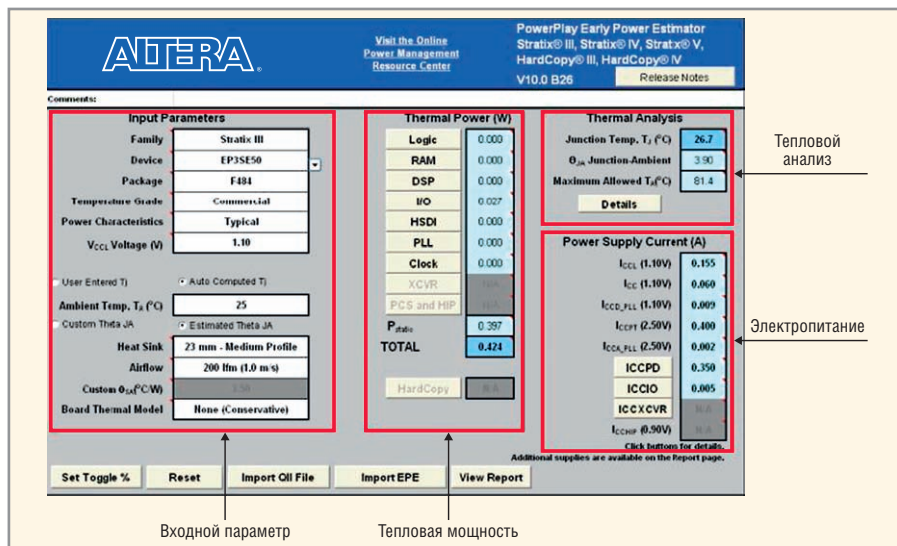 ALTERA
Visit the Online
Power Management
Resource Center
PowerPlay Early Power Estimator
Stratix® III, Stratix® IV, Stratix® V,
HardCopy® III, HardCopy® IV
V10.0 B26
Release Notes
Comments:
Input Parameters
Family Stratix III
Device EP3SE50
Package F484
Temperature Grade Commercial
Power Characteristics Typical
VCCL Voltage (V) 1.10
User Entered Tj Auto Computed Tj
Ambient Temp, TA (°C) 25
Custom Theta JA Estimated Theta JA
Heat Sink 23 mm - Medium Profile
Airflow 200 lfm (1.0 m/s)
Custom θSA(°C/W) 3.50
Board Thermal Model None (Conservative)
Thermal Power (W)
Logic 0.000
RAM 0.000
DSP 0.000
I/O 0.027
HSDI 0.000
PLL 0.000
Clock 0.000
XCVR N/A
PCS and HIP N/A
Pstatic 0.397
TOTAL 0.424
HardCopy N/A
Thermal Analysis
Junction Temp, TJ (°C) 26.7
θJA Junction-Ambient 3.90
Maximum Allowed TA(°C) 81.4
Details
Power Supply Current (A)
ICCL (1.10V) 0.155
ICC (1.10V) 0.060
ICCD_PLL (1.10V) 0.009
ICCPT (2.50V) 0.400
ICCA_PLL (2.50V) 0.002
ICCPD 0.350
ICCIO 0.005
ICCXCVR N/A
ICCHIP (0.90V) N/A
Click buttons for details.
Additional supplies are available on the Report page.
Set Toggle % Reset Import QII File Import EPE View Report
Тепловой
анализ
Электропитание
Входной параметр
Тепловая мощность